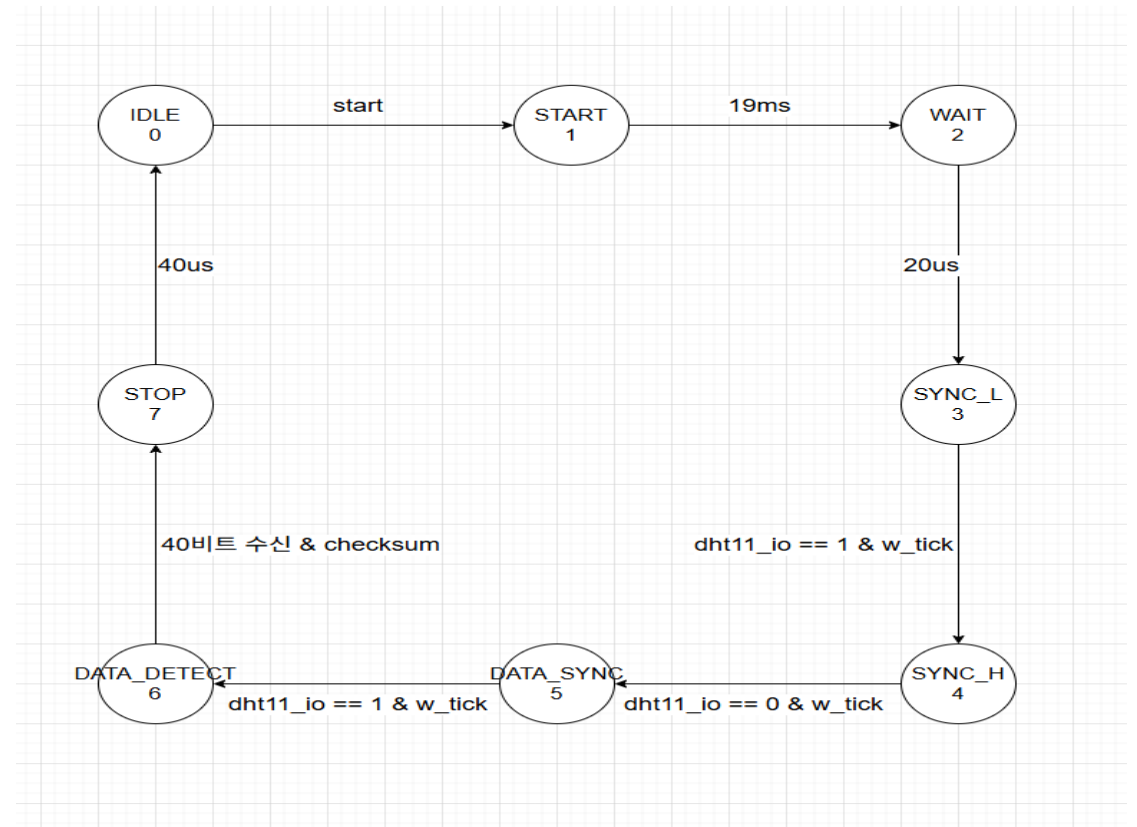 IDLE
0
start
START
1
19ms
WAIT
2
40us
20us
STOP
7
SYNC_L
3
40비트 수신 & checksum
dht11_io == 1 & w_tick
DATA_DETECT
6
dht11_io == 1 & w_tick
DATA_SYNC
5
dht11_io == 0 & w_tick
SYNC_H
4